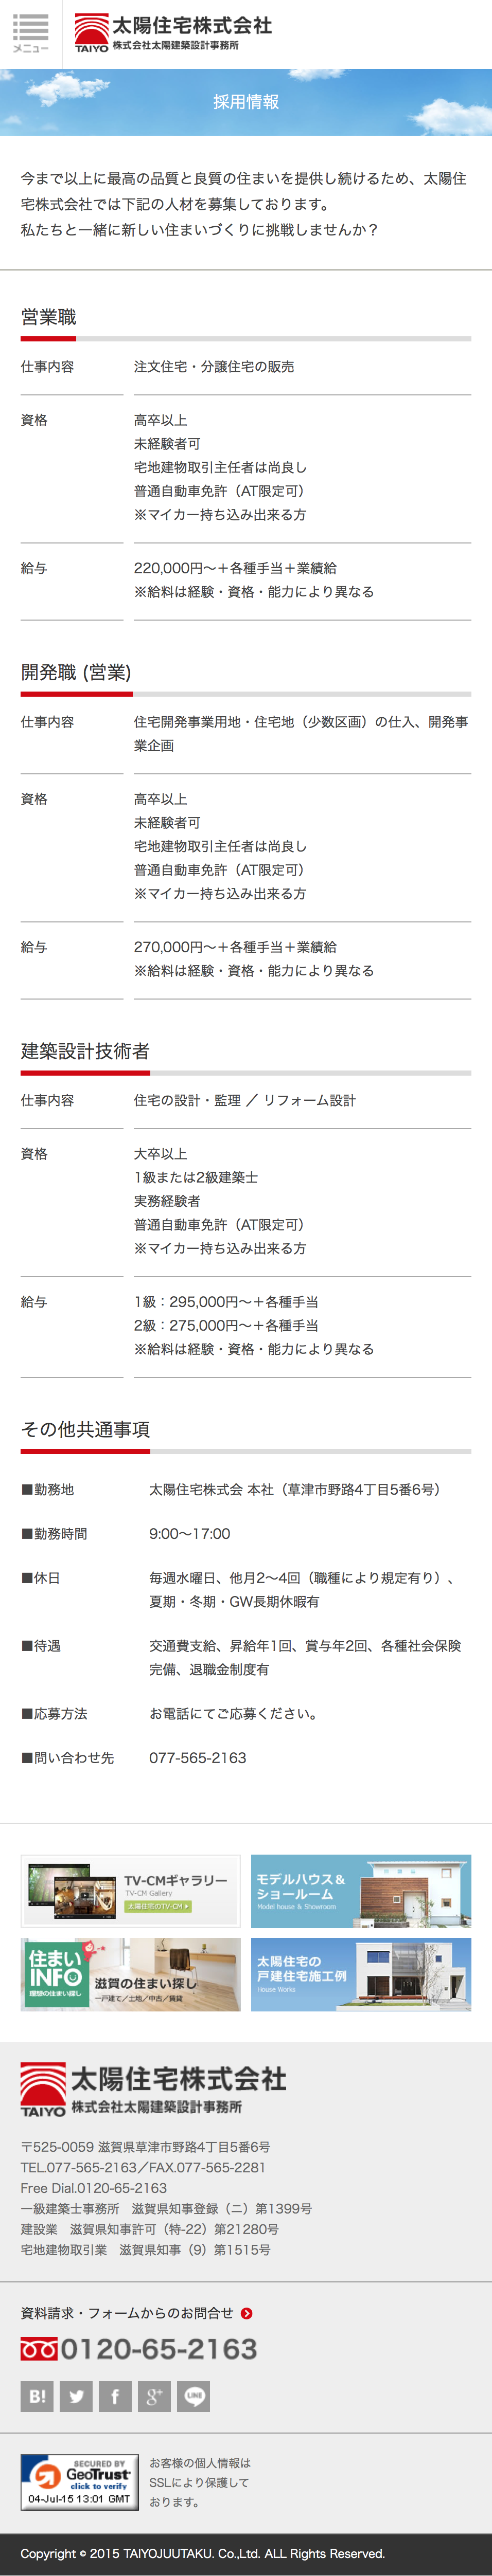 メニュー
TAIYO
太陽住宅株式会社
株式会社太陽建築設計事務所
採用情報
今まで以上に最高の品質と良質の住まいを提供し続けるため、太陽住
宅株式会社では下記の人材を募集しております。
私たちと一緒に新しい住まいづくりに挑戦しませんか？
営業職
仕事内容 注文住宅・分譲住宅の販売
資格 高卒以上
未経験者可
宅地建物取引主任者は尚良し
普通自動車免許（AT限定可）
※マイカー持ち込み出来る方
給与 220,000円～＋各種手当＋業績給
※給料は経験・資格・能力により異なる
開発職 (営業)
仕事内容 住宅開発事業用地・住宅地（少数区画）の仕入、開発事
業企画
資格 高卒以上
未経験者可
宅地建物取引主任者は尚良し
普通自動車免許（AT限定可）
※マイカー持ち込み出来る方
給与 270,000円～＋各種手当＋業績給
※給料は経験・資格・能力により異なる
建築設計技術者
仕事内容 住宅の設計・監理 ／ リフォーム設計
資格 大卒以上
1級または2級建築士
実務経験者
普通自動車免許（AT限定可）
※マイカー持ち込み出来る方
給与 1級：295,000円～＋各種手当
2級：275,000円～＋各種手当
※給料は経験・資格・能力により異なる
その他共通事項
■勤務地 太陽住宅株式会 本社（草津市野路4丁目5番6号）
■勤務時間 9:00～17:00
■休日 毎週水曜日、他月2～4回（職種により規定有り）、
夏期・冬期・GW長期休暇有
■待遇 交通費支給、昇給年1回、賞与年2回、各種社会保険
完備、退職金制度有
■応募方法 お電話にてご応募ください。
■問い合わせ先 077-565-2163
TV-CMギャラリー
TV-CM Gallery
太陽住宅のTV-CM
モデルハウス＆
ショールーム
Model house & Showroom
住まい
INFO
理想の住まい探し
滋賀の住まい探し
一戸建て／土地／中古／賃貸
太陽住宅の
戸建住宅施工例
House Works
TAIYO
太陽住宅株式会社
株式会社太陽建築設計事務所
〒525-0059 滋賀県草津市野路4丁目5番6号
TEL.077-565-2163／FAX.077-565-2281
Free Dial.0120-65-2163
一級建築士事務所　滋賀県知事登録（ニ）第1399号
建設業　滋賀県知事許可（特-22）第21280号
宅地建物取引業　滋賀県知事（9）第1515号
資料請求・フォームからのお問合せ
0120-65-2163
B! f g+ LINE
SECURED BY
GeoTrust
click to verify
04-Jul-15 13:01 GMT
お客様の個人情報は
SSLにより保護して
おります。
Copyright © 2015 TAIYOJUUTAKU. Co.,Ltd. ALL Rights Reserved.